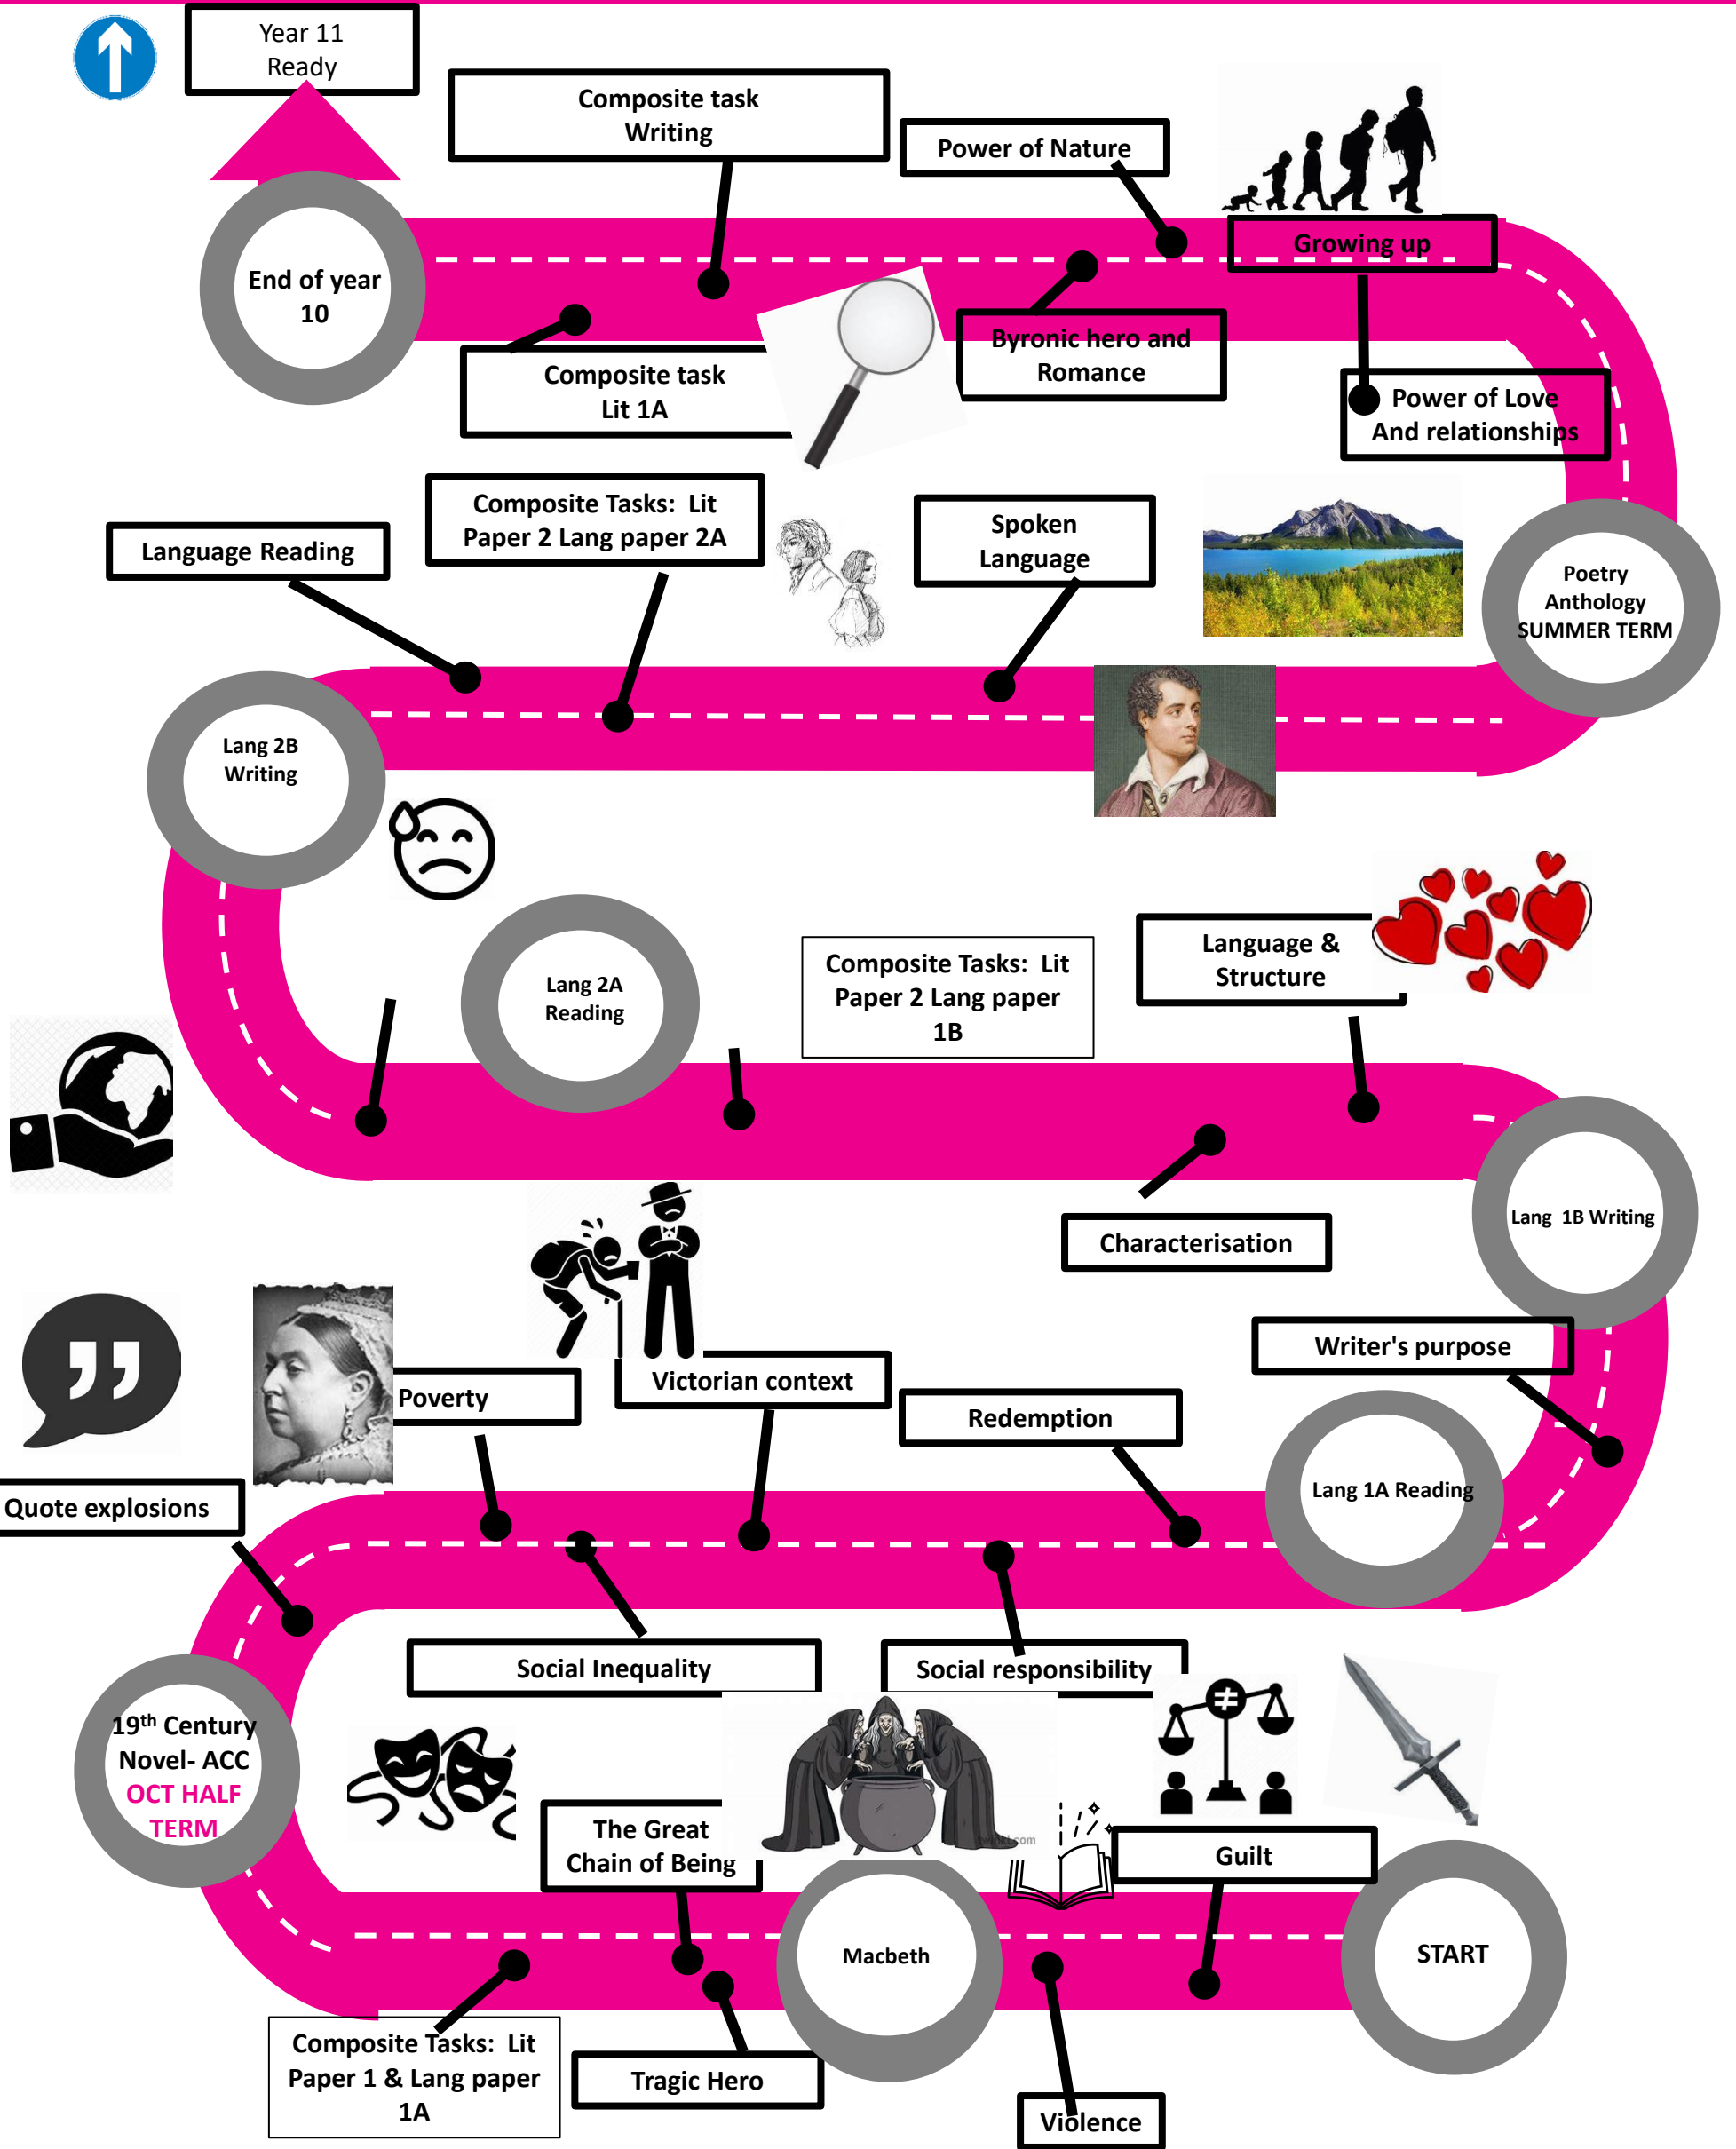 Year 11
Ready
Composite task
Writing
Power of Nature
Growing up
End of year
10
Byronic hero and
Romance
Composite task
Lit 1A
Power of Love
And relationships
Composite Tasks: Lit
Paper 2 Lang paper 2A
Spoken
Language
Language Reading
Poetry
Anthology
SUMMER TERM
Lang 2B
Writing
Language &
Structure
Composite Tasks: Lit
Paper 2 Lang paper
1B
Lang 2A
Reading
Lang 1B Writing
Characterisation
Writer's purpose
Victorian context
Poverty
Redemption
Lang 1A Reading
Quote explosions
Social Inequality
Social responsibility
19th Century
Novel- ACC
OCT HALF
TERM
The Great
Chain of Being
twinkl.com
Guilt
Macbeth
START
Composite Tasks: Lit
Paper 1 & Lang paper
1A
Tragic Hero
Violence